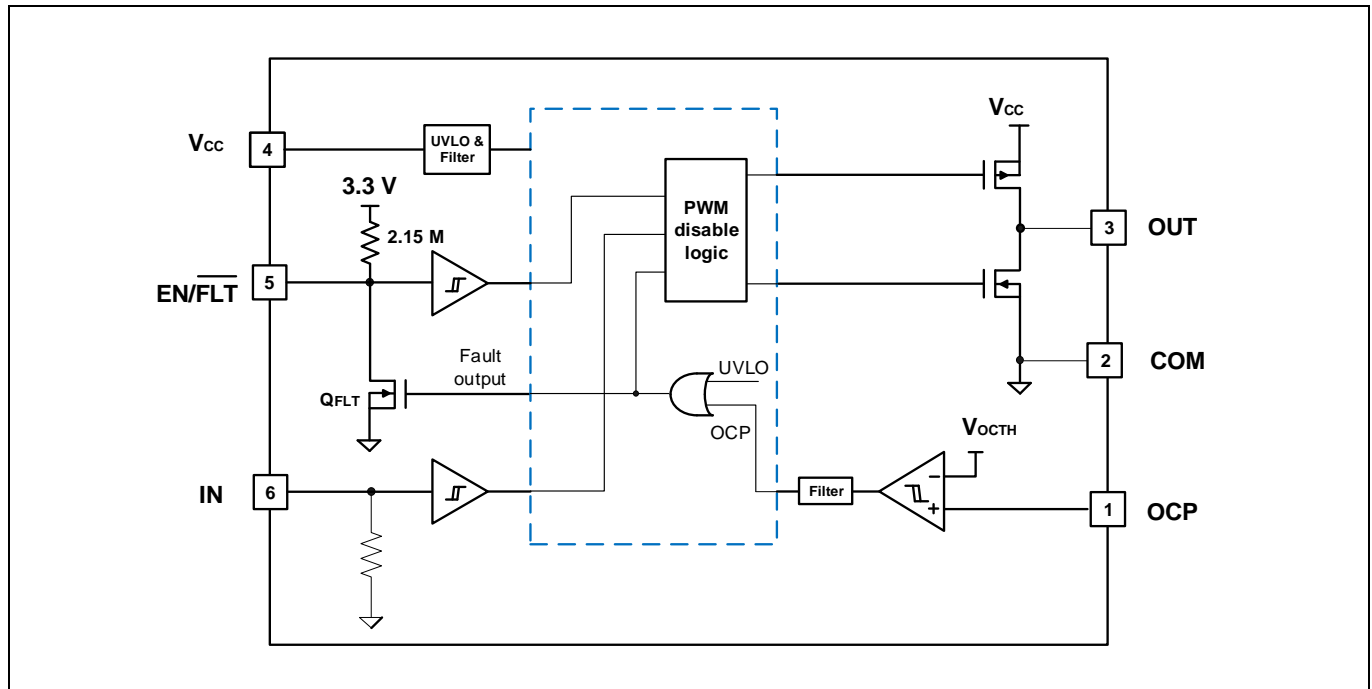 VCC
4
UVLO &
Filter
3.3 V
2.15 M
EN/FLT
5
Fault
output
QFLT
IN
6
PWM
disable
logic
UVLO
OCP
Filter
VOCTH
-
+
VCC
3
OUT
2
COM
1
OCP